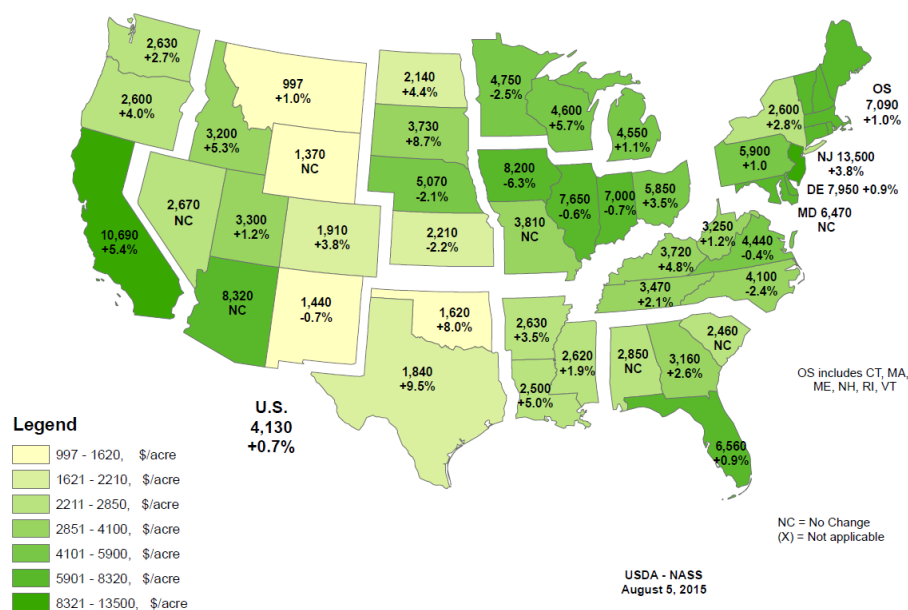 2,630
+2.7%
2,600
+4.0%
10,690
+5.4%
2,670
NC
3,200
+5.3%
997
+1.0%
1,370
NC
3,300
+1.2%
1,910
+3.8%
8,320
NC
1,440
-0.7%
2,140
+4.4%
3,730
+8.7%
5,070
-2.1%
2,210
-2.2%
1,620
+8.0%
1,840
+9.5%
4,750
-2.5%
4,600
+5.7%
4,550
+1.1%
8,200
-6.3%
7,650
-0.6%
7,000
-0.7%
5,850
+3.5%
3,810
NC
2,630
+3.5%
2,500
+5.0%
2,620
+1.9%
2,850
NC
3,160
+2.6%
2,460
NC
6,560
+0.9%
3,720
+4.8%
3,470
+2.1%
3,250
+1.2%
4,440
-0.4%
4,100
-2.4%
5,900
+1.0
2,600
+2.8%
OS
7,090
+1.0%
NJ 13,500
+3.8%
DE 7,950 +0.9%
MD 6,470
NC
OS includes CT, MA,
ME, NH, RI, VT
U.S.
4,130
+0.7%
Legend
997 - 1620, $/acre
1621 - 2210, $/acre
2211 - 2850, $/acre
2851 - 4100, $/acre
4101 - 5900, $/acre
5901 - 8320, $/acre
8321 - 13500, $/acre
NC = No Change
(X) = Not applicable
USDA - NASS
August 5, 2015